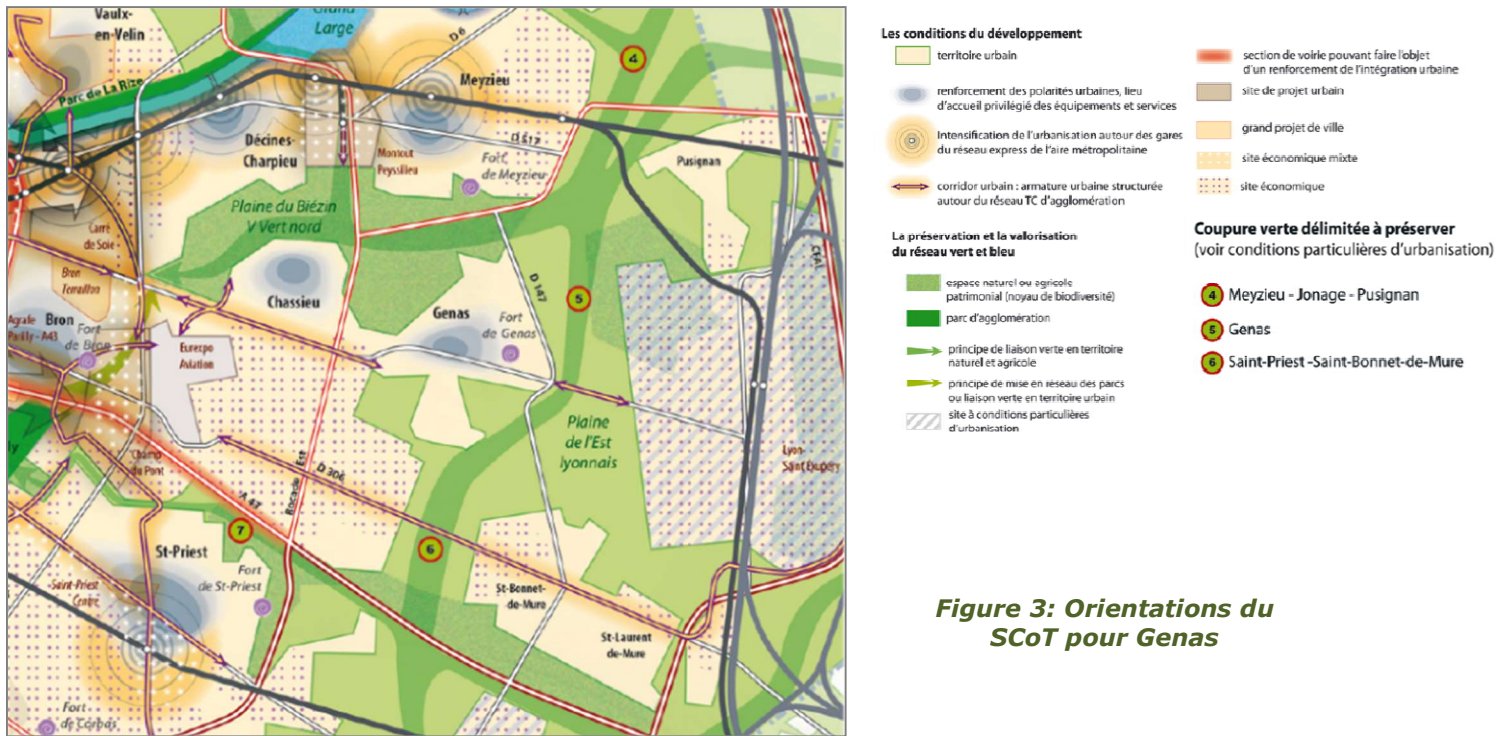 Vaulx-
en-Velin
Grand
Large
D 6
Parc de La Rize
Meyzieu
4
Décines-
Charpieu
Montout
Peyssilieu
D 517
Fort
de Meyzieu
Pusignan
Plaine du Biézin
V Vert nord
Carré
de Soie
Bron
Terraillon
Chassieu
D 147
5
Genas
Fort
de Genas
CFAL
Bron
Fort
de Bron
Eurexpo
Aviation
Plaine
de l'Est
lyonnais
Champ
du Pont
D 306
Lyon-
Saint Exupéry
A 43
Rocade Est
7
6
St-Priest
Fort
de St-Priest
Saint-Priest
Centre
St-Bonnet-
de-Mure
St-Laurent
de-Mure
Fort
de Corbas
Les conditions du développement
territoire urbain
renforcement des polarités urbaines, lieu
d'accueil privilégié des équipements et services
Intensification de l'urbanisation autour des gares
du réseau express de l'aire métropolitaine
corridor urbain : armature urbaine structurée
autour du réseau TC d'agglomération
La préservation et la valorisation
du réseau vert et bleu
espace naturel ou agricole
patrimonial (noyau de biodiversité)
parc d'agglomération
principe de liaison verte en territoire
naturel et agricole
principe de mise en réseau des parcs
ou liaison verte en territoire urbain
site à conditions particulières
d'urbanisation
section de voirie pouvant faire l'objet
d'un renforcement de l'intégration urbaine
site de projet urbain
grand projet de ville
site économique mixte
site économique
Coupure verte délimitée à préserver
(voir conditions particulières d'urbanisation)
4 Meyzieu - Jonage - Pusignan
5 Genas
6 Saint-Priest -Saint-Bonnet-de-Mure
Figure 3: Orientations du
SCoT pour Genas